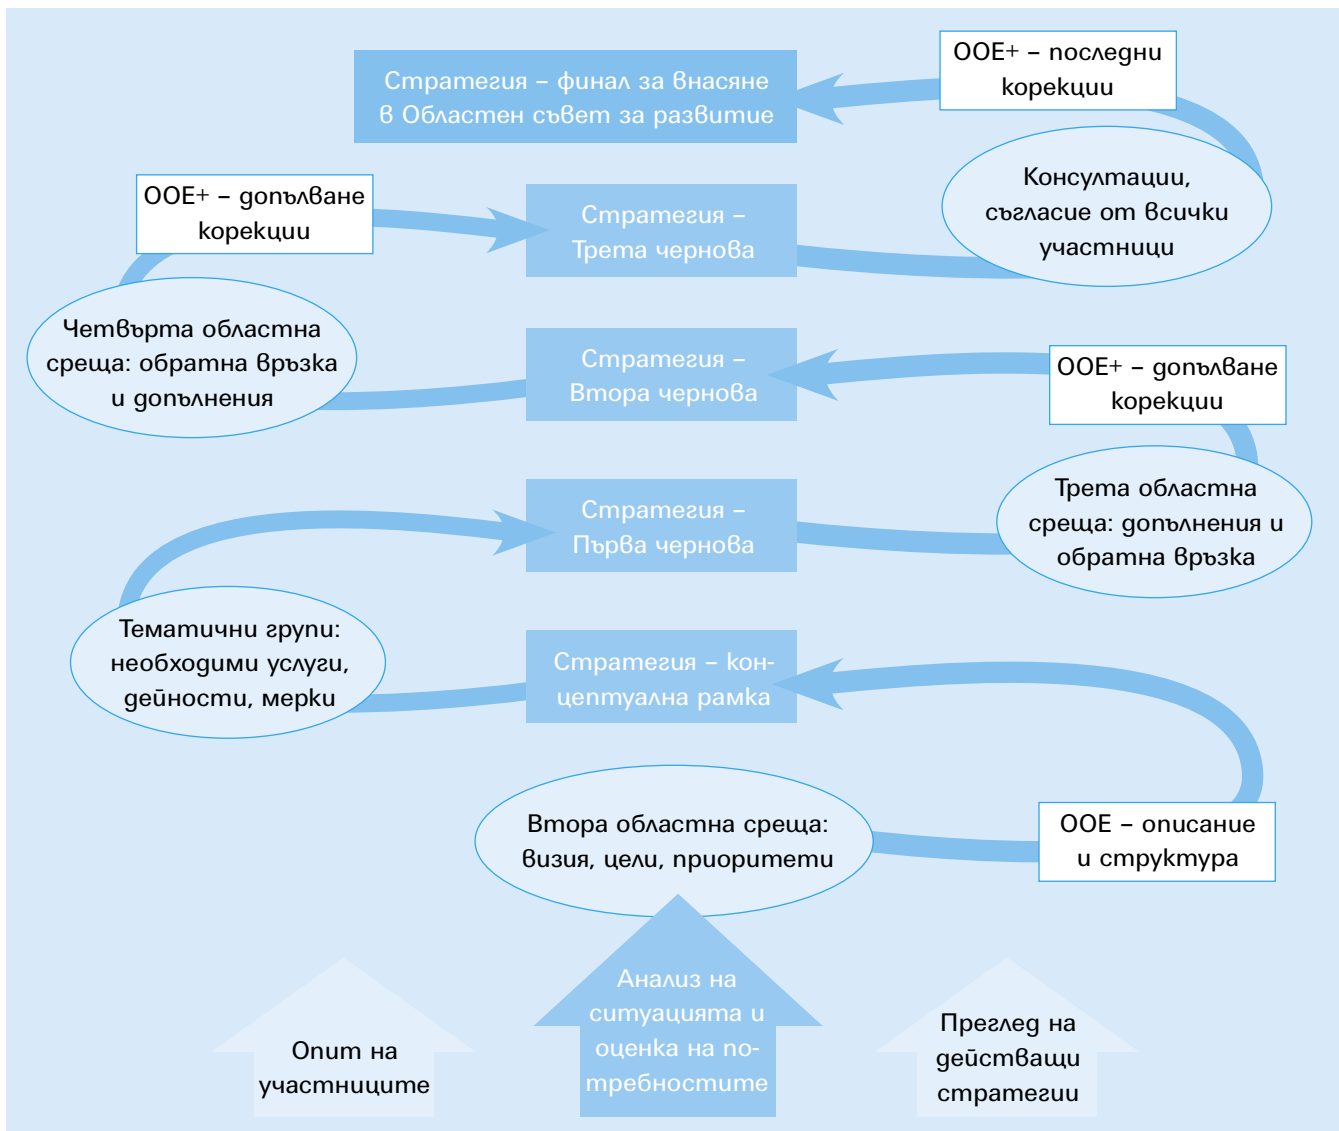 ООЕ+ – последни
корекции
Стратегия – финал за внасяне
в Областен съвет за развитие
Консултации,
съгласие от всички
участници
ООЕ+ – допълване
корекции
Стратегия –
Трета чернова
Четвърта областна
среща: обратна връзка
и допълнения
Стратегия –
Втора чернова
ООЕ+ – допълване
корекции
Трета областна
среща: допълнения и
обратна връзка
Стратегия –
Първа чернова
Тематични групи:
необходими услуги,
дейности, мерки
Стратегия – кон-
цептуална рамка
Втора областна среща:
визия, цели, приоритети
ООЕ – описание
и структура
Опит на
участниците
Анализ на
ситуацията и
оценка на по-
требностите
Преглед на
действащи
стратегии